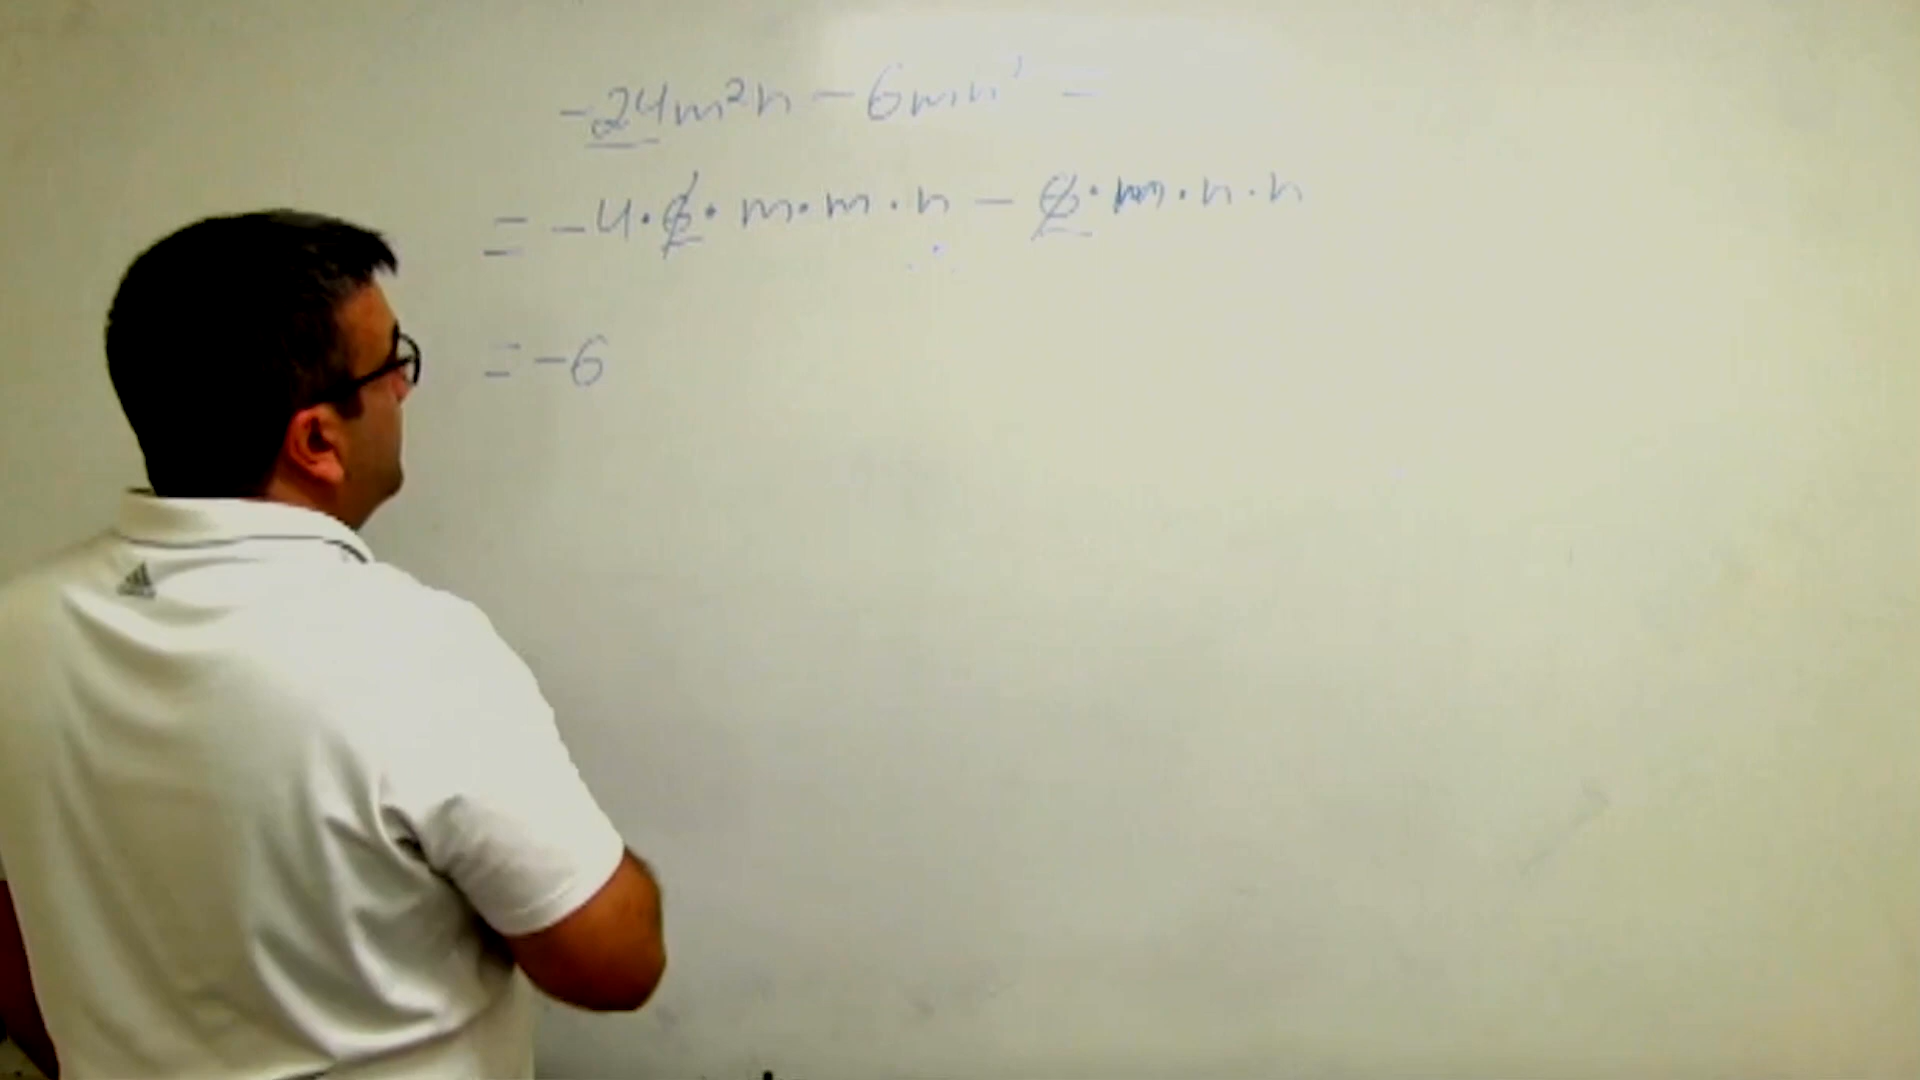 -24m²n - 6mn² =
= -4·6·m·m·n - 6·m·n·n
= -6